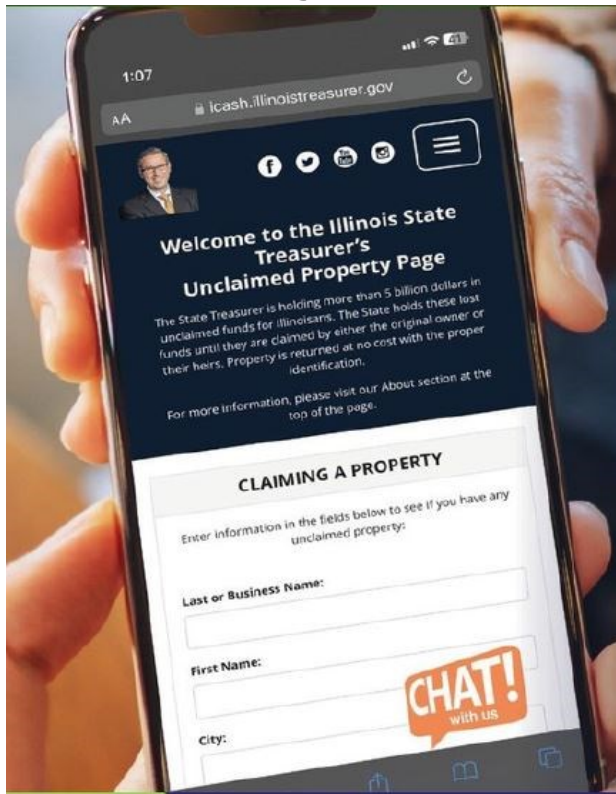 1:07
41
AA icash.illinoistreasurer.gov
f You Tube
Welcome to the Illinois State
Treasurer's
Unclaimed Property Page
The State Treasurer is holding more than 5 billion dollars in
unclaimed funds for Illinoisans. The State holds these lost
funds until they are claimed by either the original owner or
their heirs. Property is returned at no cost with the proper
identification.
For more information, please visit our About section at the
top of the page.
CLAIMING A PROPERTY
Enter information in the fields below to see if you have any
unclaimed property:
Last or Business Name:
First Name:
CHAT!
with us
City: